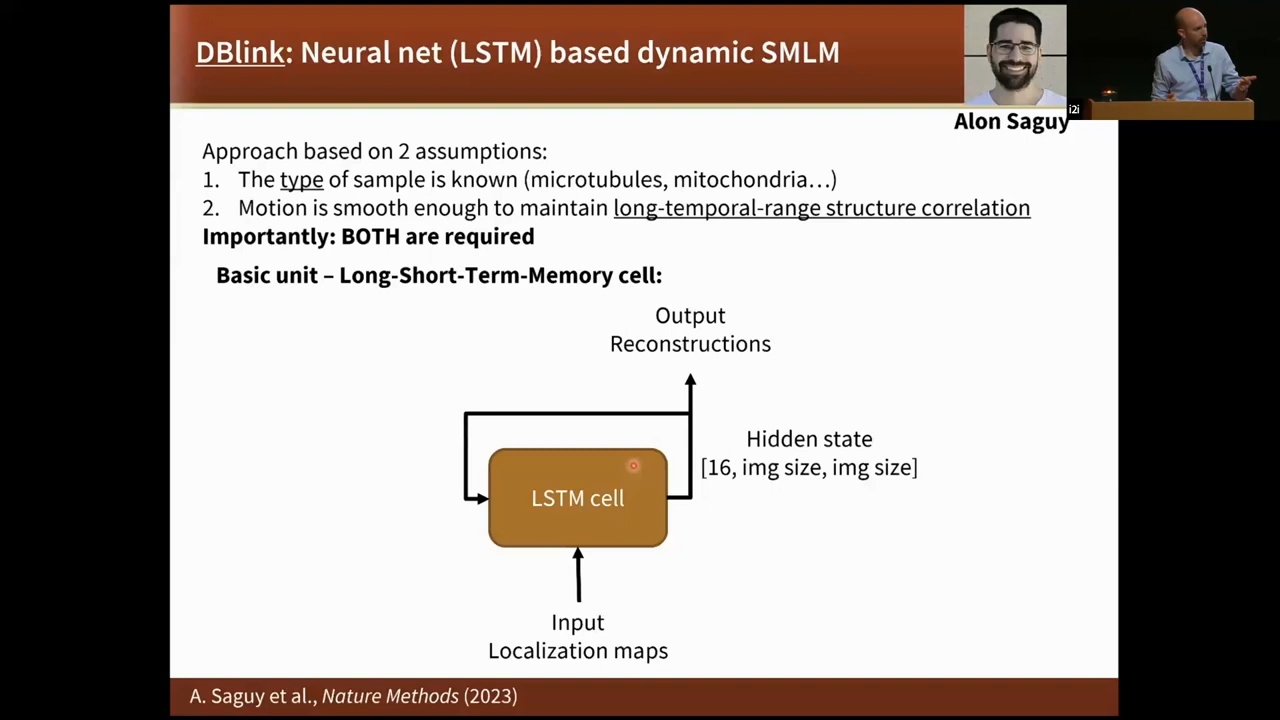 DBlink: Neural net (LSTM) based dynamic SMLM
i2i
Alon Saguy
Approach based on 2 assumptions:
1. The type of sample is known (microtubules, mitochondria…)
2. Motion is smooth enough to maintain long-temporal-range structure correlation
Importantly: BOTH are required
Basic unit – Long-Short-Term-Memory cell:
Output
Reconstructions
Hidden state
[16, img size, img size]
LSTM cell
Input
Localization maps
A. Saguy et al., Nature Methods (2023)